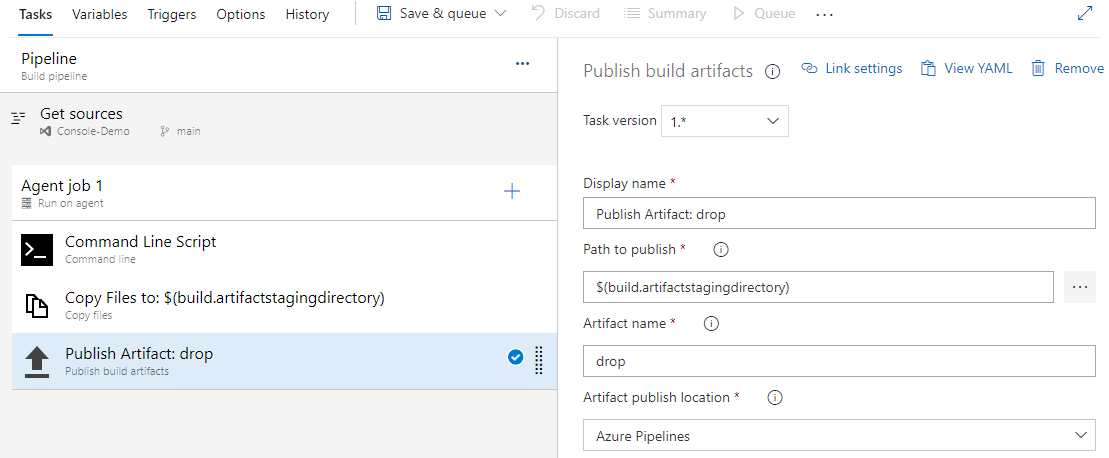 Tasks Variables Triggers Options History Save & queue Discard Summary Queue ...
Pipeline
Build pipeline
...
Get sources
Console-Demo main
Agent job 1
Run on agent
Command Line Script
Command line
Copy Files to: $(build.artifactstagingdirectory)
Copy files
Publish Artifact: drop
Publish build artifacts
Publish build artifacts Link settings View YAML Remove
Task version 1.*
Display name *
Publish Artifact: drop
Path to publish *
$(build.artifactstagingdirectory) ...
Artifact name *
drop
Artifact publish location *
Azure Pipelines